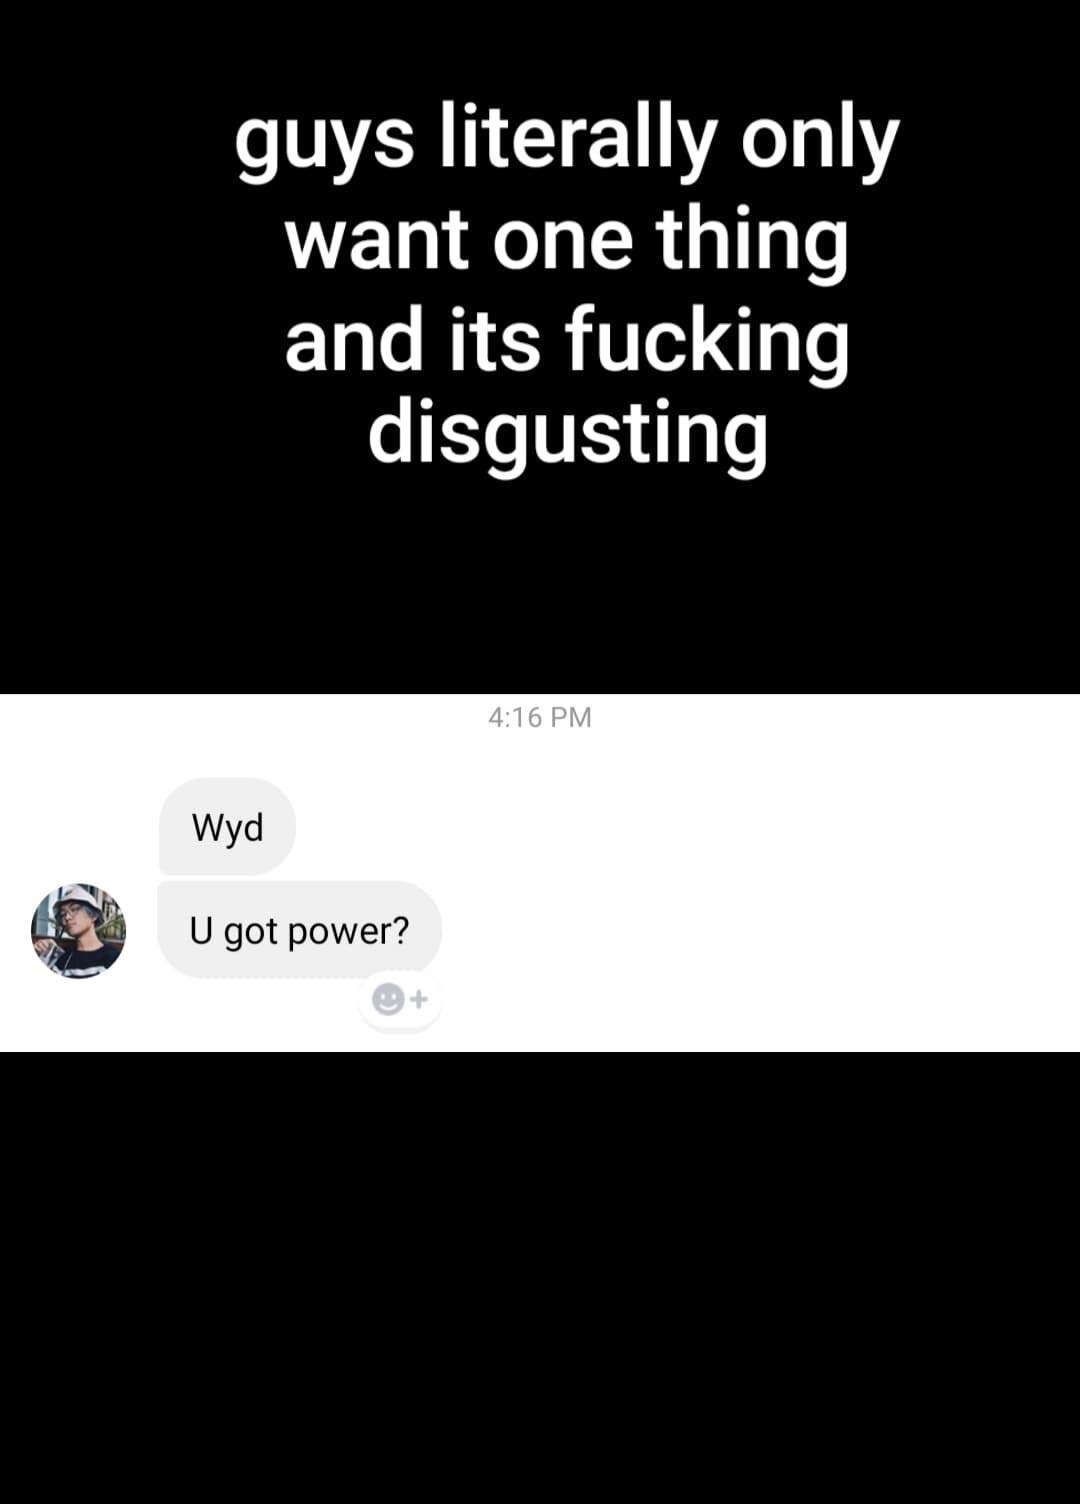 guys literally only
want one thing
and its fucking
disgusting
4:16 PM
Wyd
U got power?